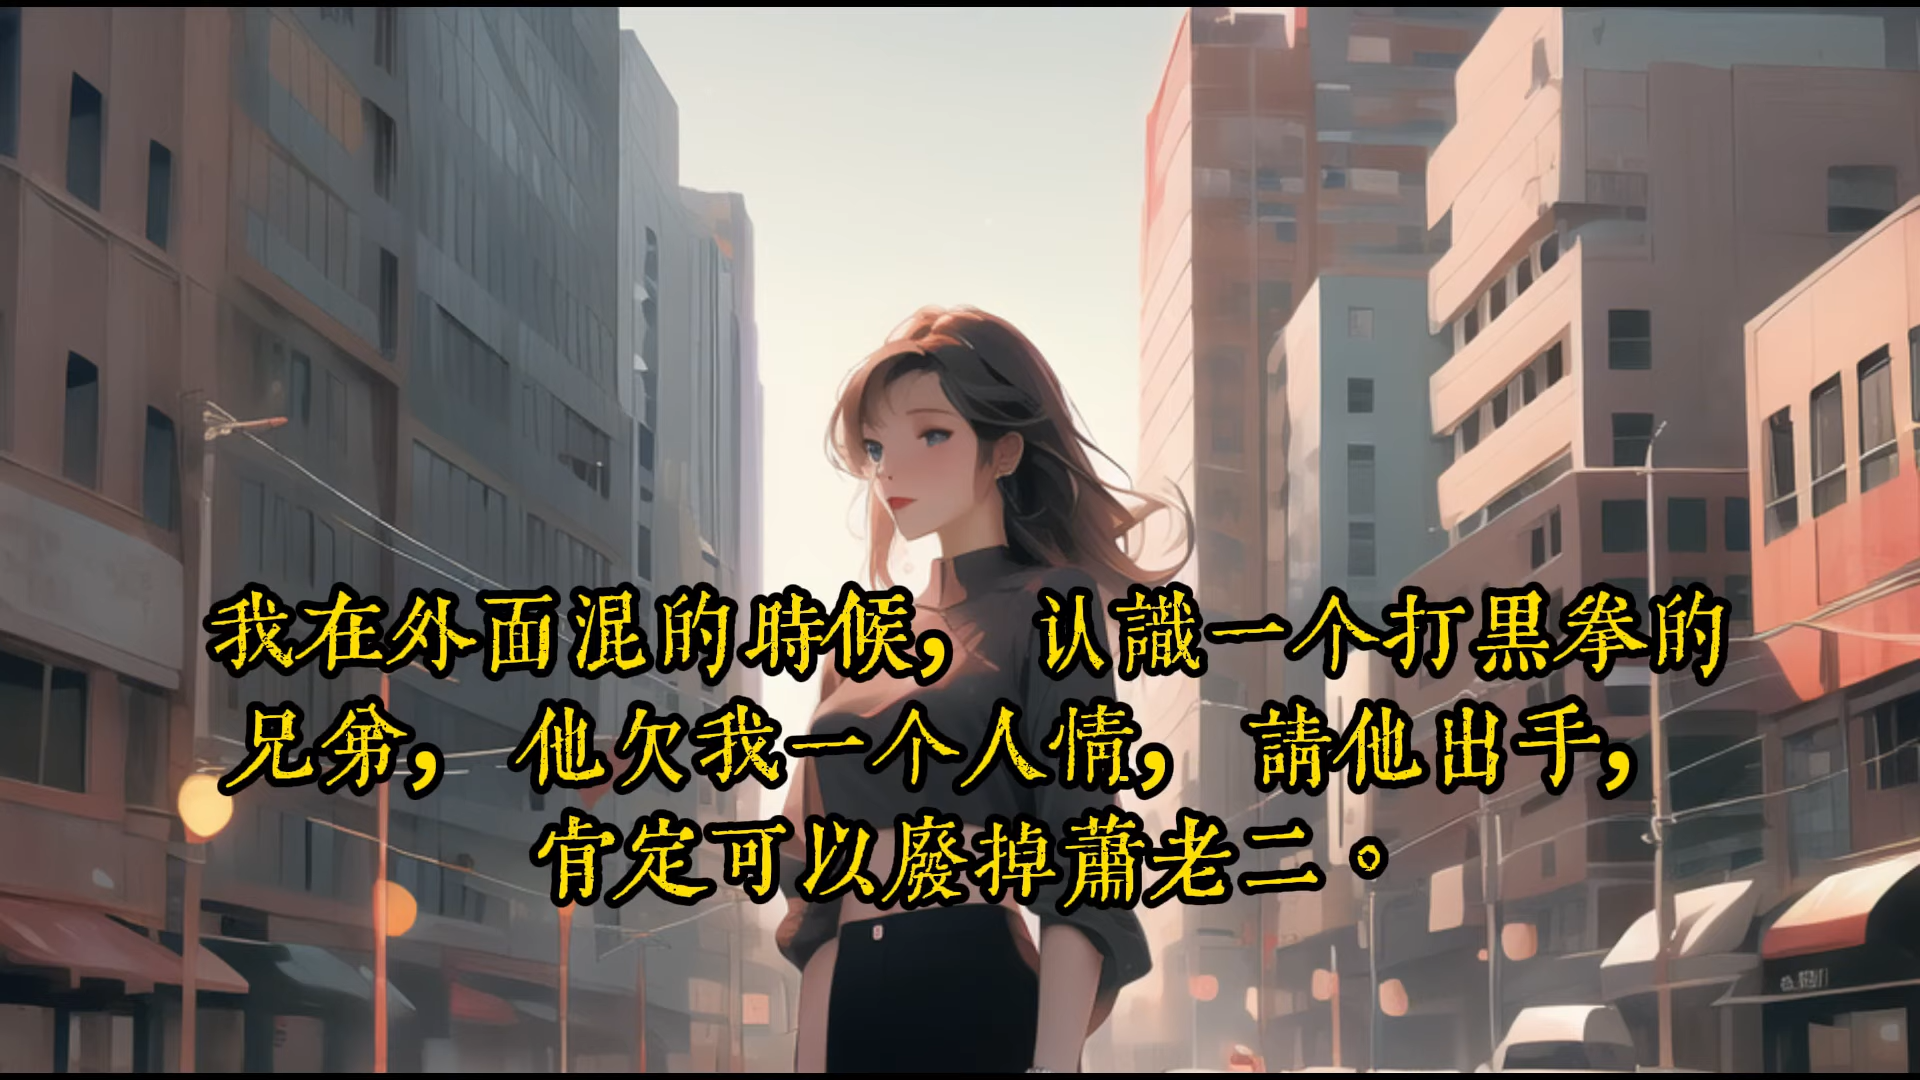 我在外面混的時候，认識一个打黒拳的
兄弟，他欠我一个人情，請他出手，
肯定可以廢掉蕭老二。